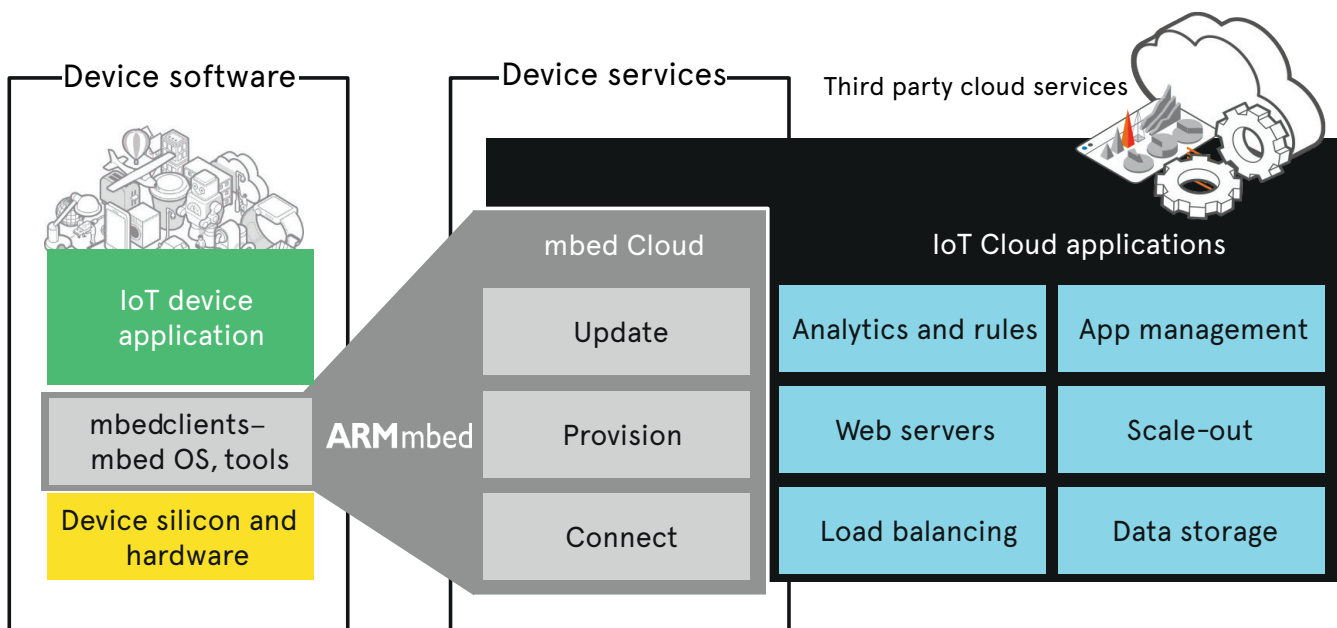 Device software
Device services
Third party cloud services
IoT device
application
mbedclients–
mbed OS, tools
Device silicon and
hardware
ARMmbed
mbed Cloud
Update
Provision
Connect
IoT Cloud applications
Analytics and rules
App management
Web servers
Scale-out
Load balancing
Data storage